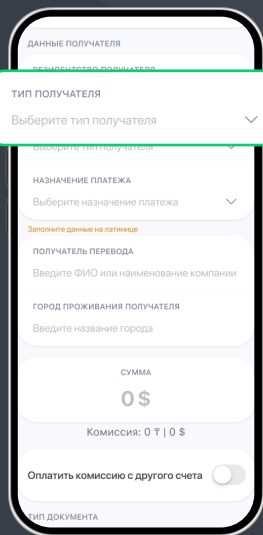 ДАННЫЕ ПОЛУЧАТЕЛЯ
РЕЗИДЕНТСТВО ПОЛУЧАТЕЛЯ
ТИП ПОЛУЧАТЕЛЯ
Выберите тип получателя
Выберите тип получателя
НАЗНАЧЕНИЕ ПЛАТЕЖА
Выберите назначение платежа
Заполните данные на латинице
ПОЛУЧАТЕЛЬ ПЕРЕВОДА
Введите ФИО или наименование компании
ГОРОД ПРОЖИВАНИЯ ПОЛУЧАТЕЛЯ
Введите название города
СУММА
0 $
Комиссия: 0 ₸ | 0 $
Оплатить комиссию с другого счета
ТИП ДОКУМЕНТА